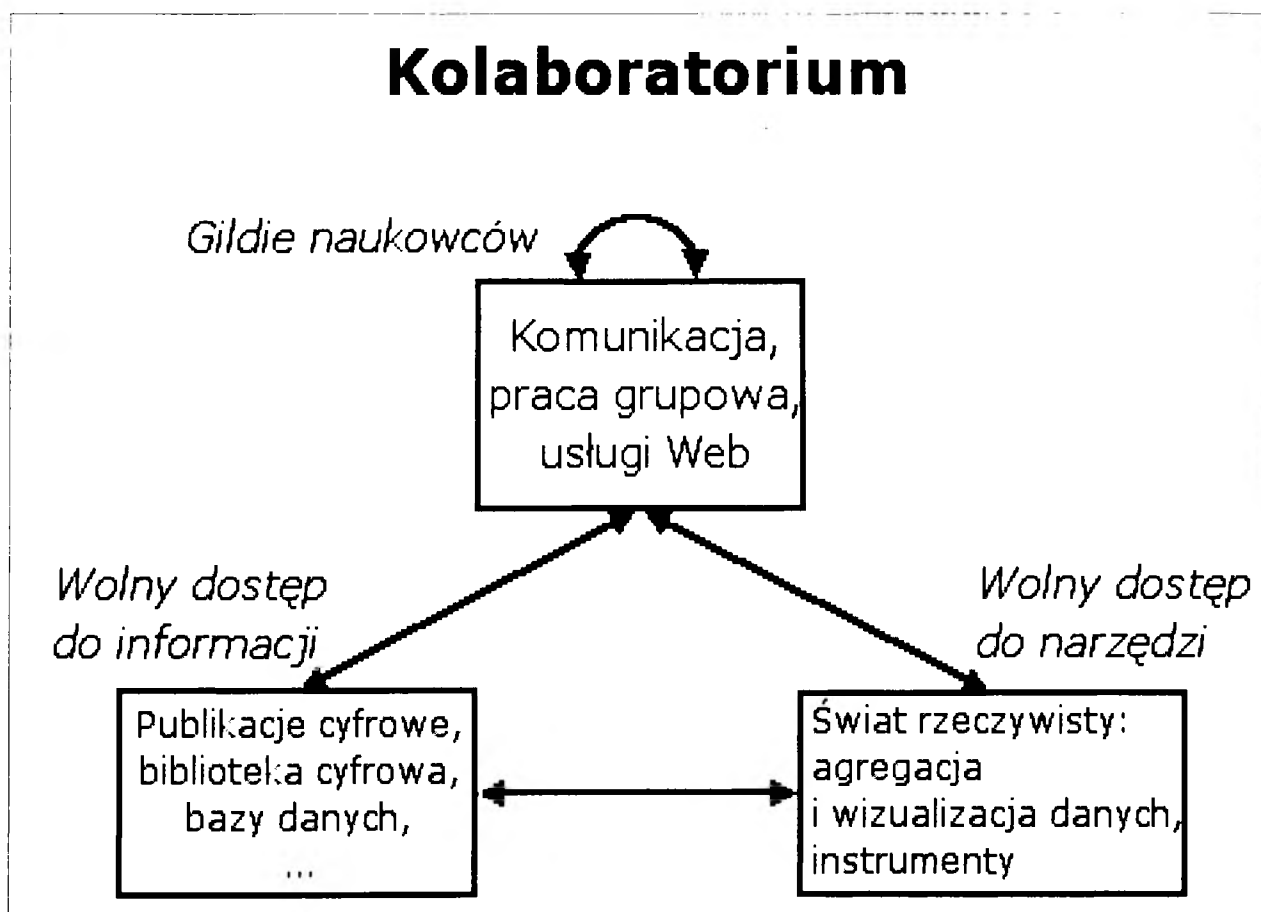 Kolaboratorium
Gildie naukowców
Komunikacja,
praca grupowa,
usługi Web
Wolny dostęp
do informacji
Wolny dostęp
do narzędzi
Publikacje cyfrowe,
biblioteka cyfrowa,
bazy danych,
...
Świat rzeczywisty:
agregacja
i wizualizacja danych,
instrumenty